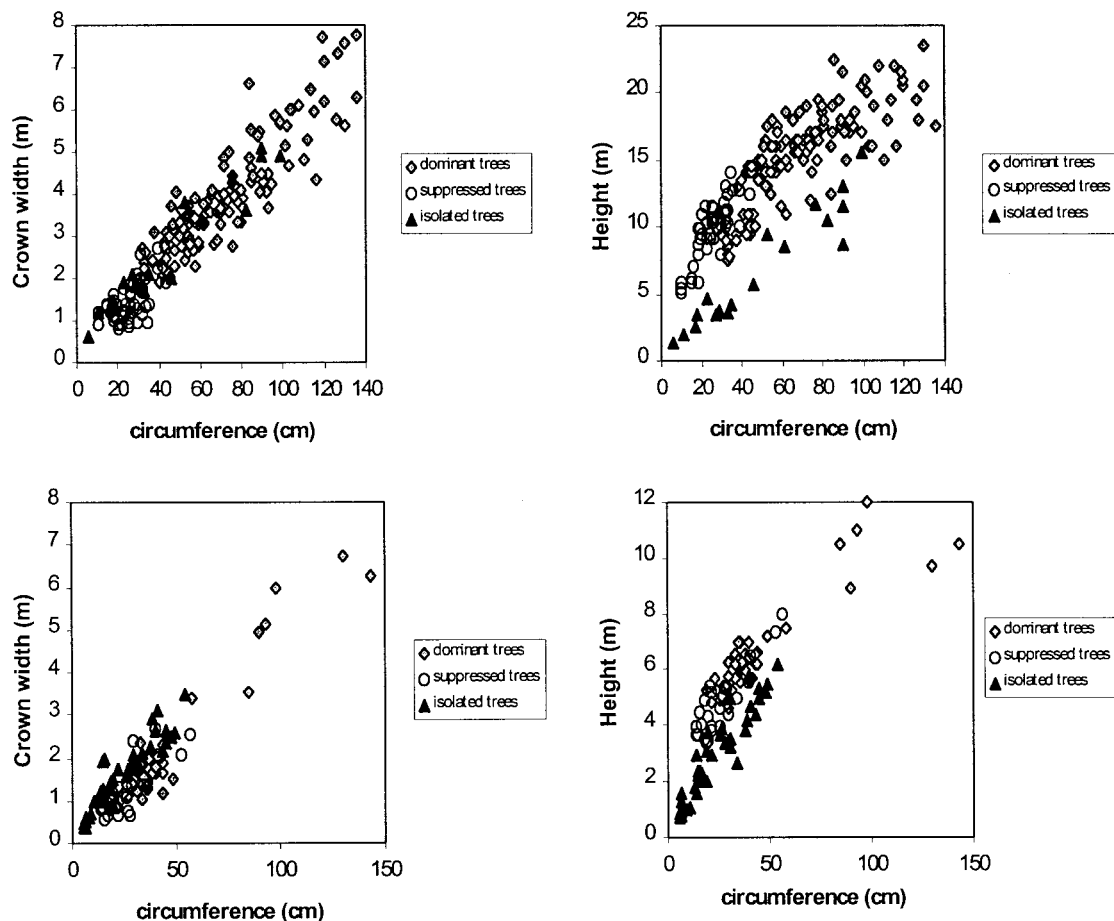 8
7
6
5
4
3
2
1
0
0 20 40 60 80 100 120 140
Crown width (m)
circumference (cm)
dominant trees
suppressed trees
isolated trees
25
20
15
10
5
0
0 20 40 60 80 100 120 140
Height (m)
circumference (cm)
dominant trees
suppressed trees
isolated trees
8
7
6
5
4
3
2
1
0
0 50 100 150
Crown width (m)
circumference (cm)
dominant trees
suppressed trees
isolated trees
12
10
8
6
4
2
0
0 50 100 150
Height (m)
circumference (cm)
dominant trees
suppressed trees
isolated trees